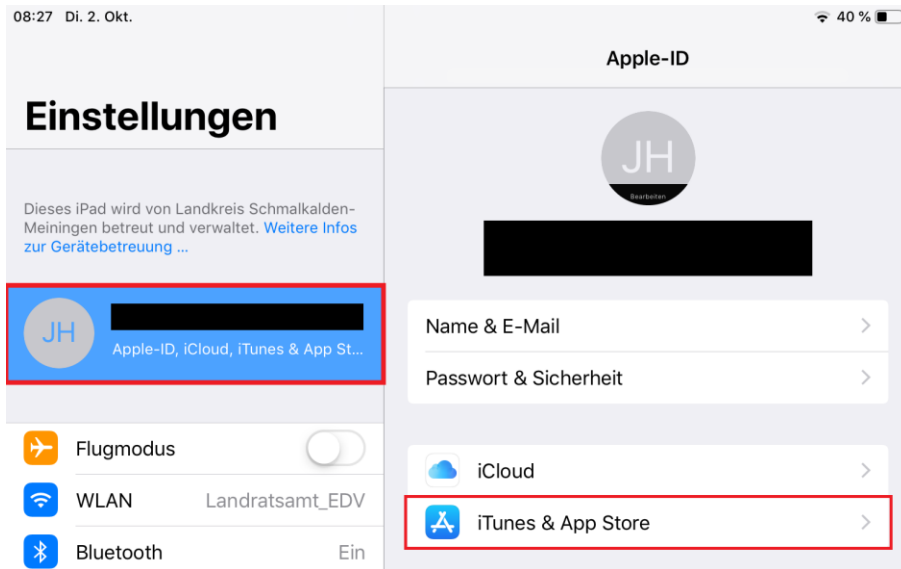 08:27 Di. 2. Okt.
40 %
Einstellungen
Dieses iPad wird von Landkreis Schmalkalden-
Meiningen betreut und verwaltet. Weitere Infos
zur Gerätebetreuung ...
JH
Apple-ID, iCloud, iTunes & App St...
Flugmodus
WLAN Landratsamt_EDV
Bluetooth Ein
Apple-ID
JH
Bearbeiten
Name & E-Mail
Passwort & Sicherheit
iCloud
iTunes & App Store